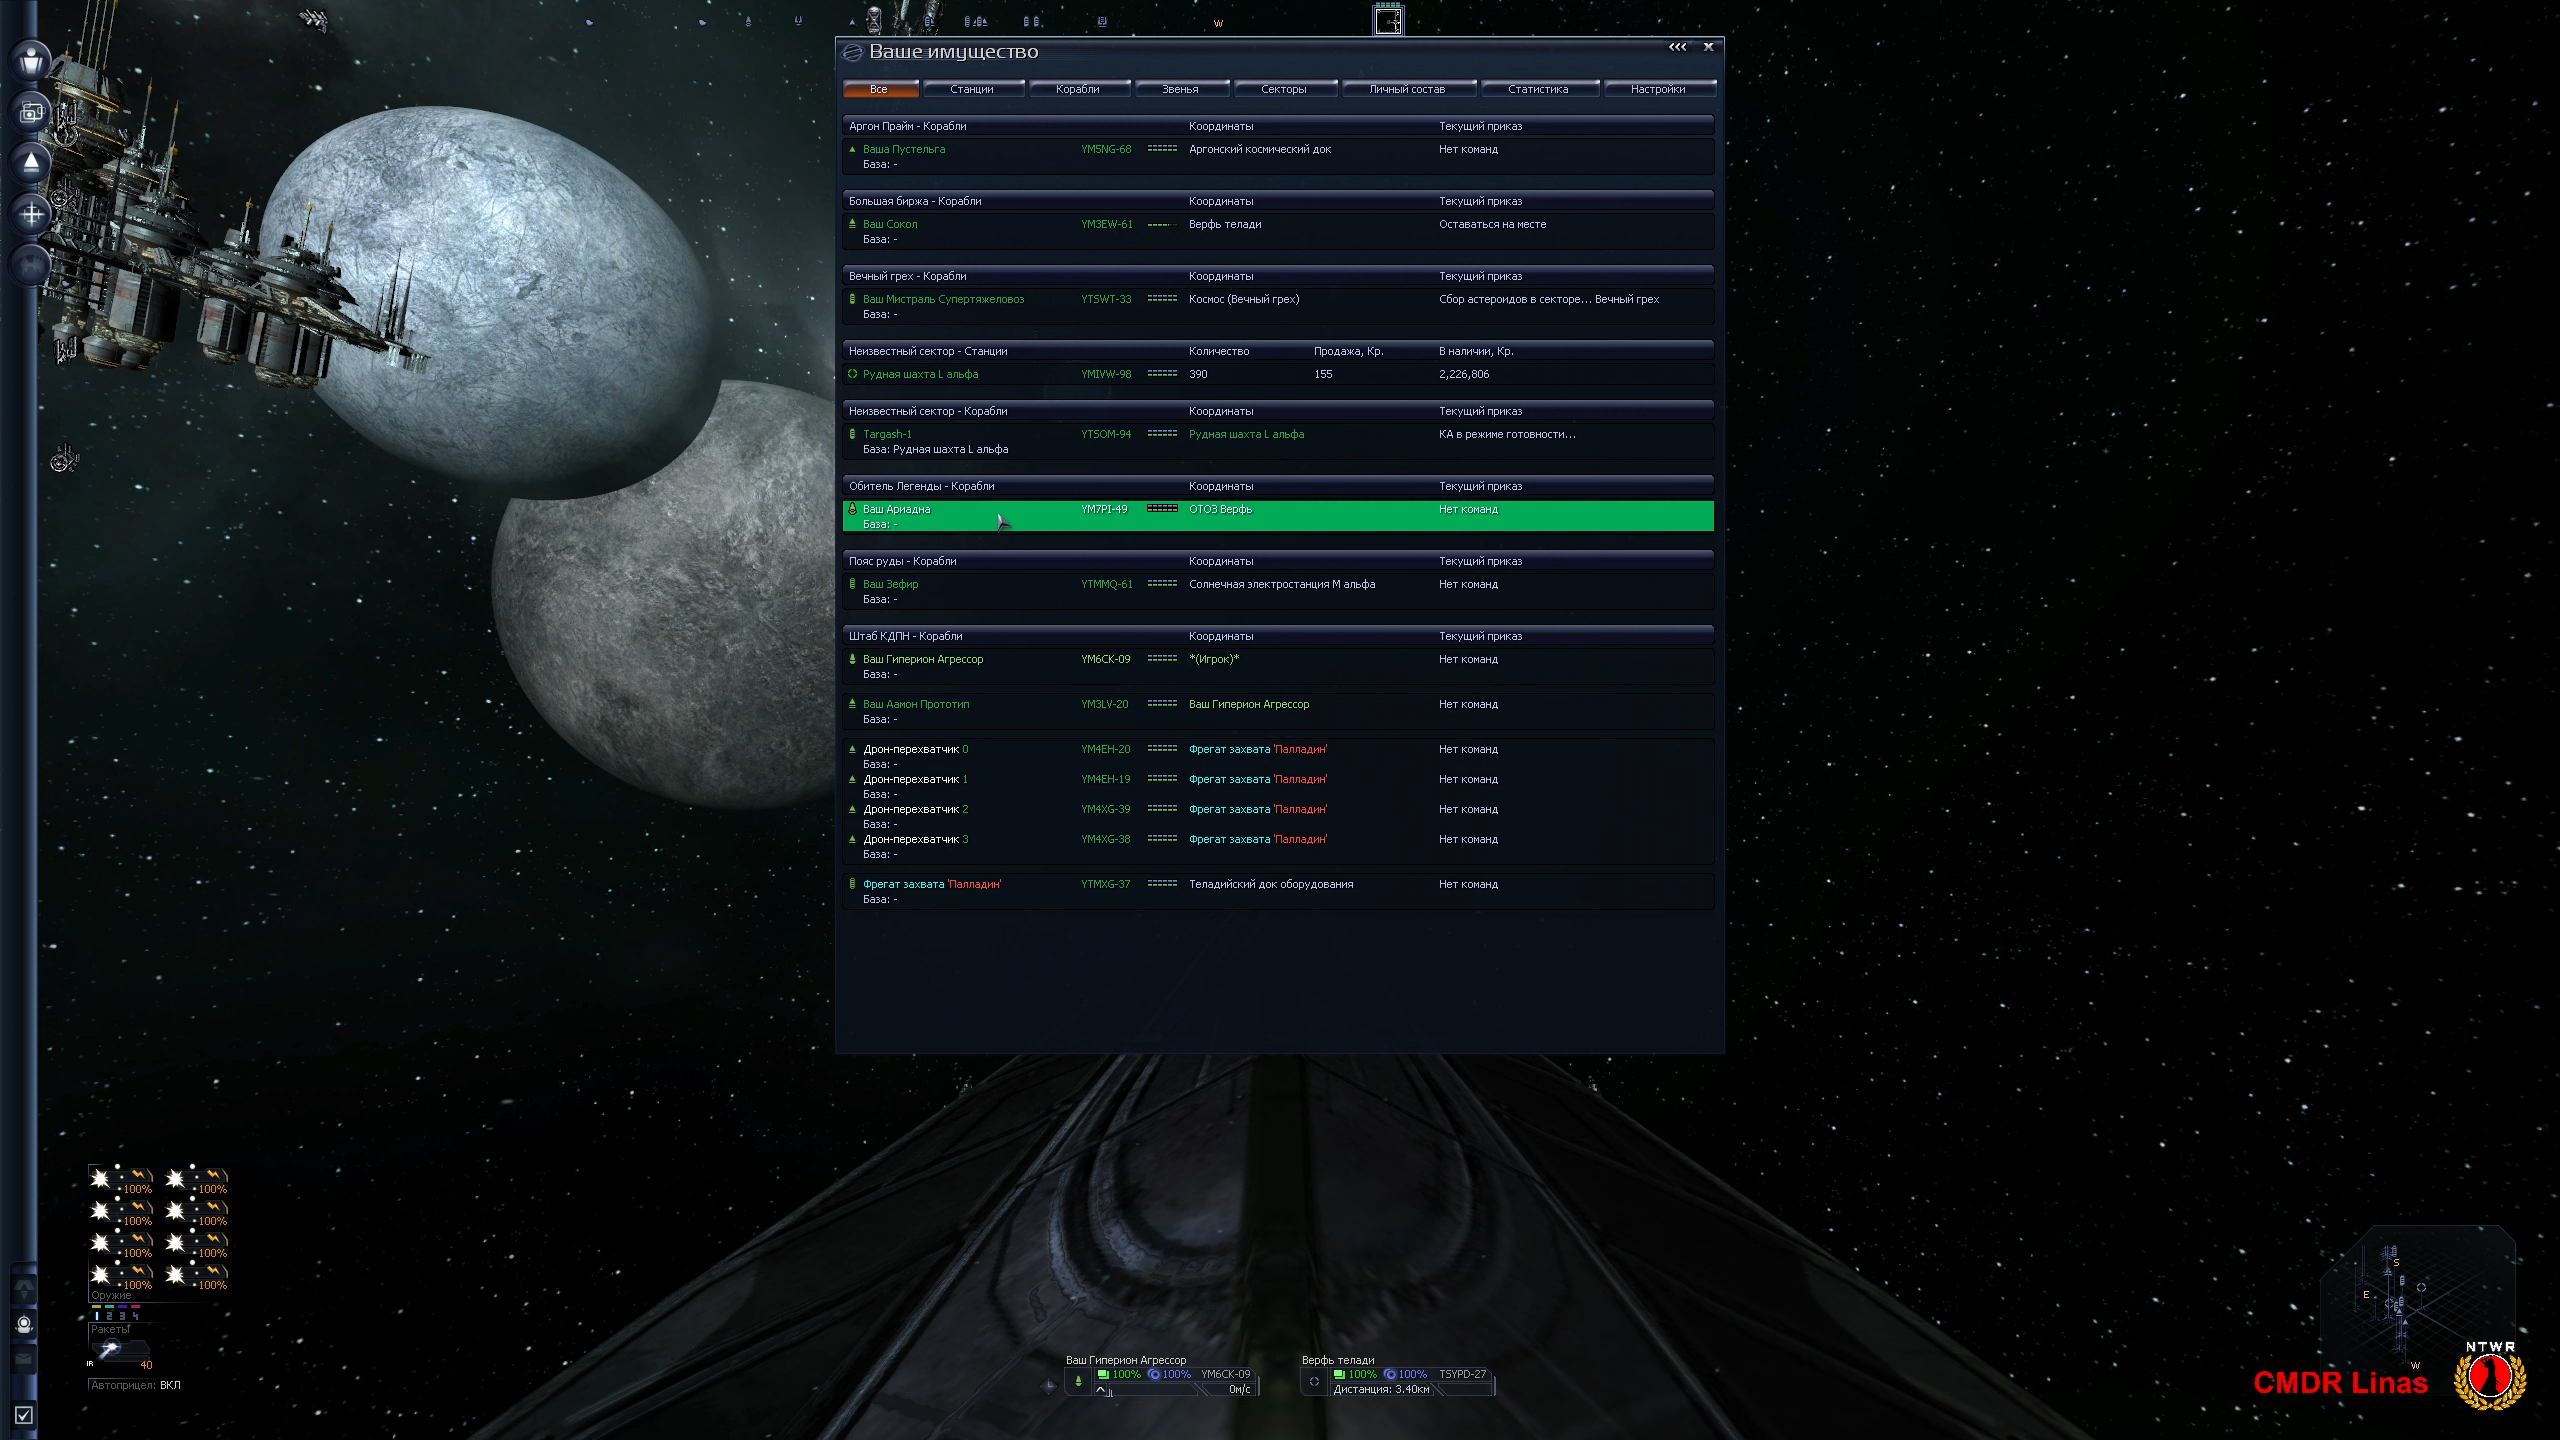 W
Ваше имущество
Все Станции Корабли Звенья Секторы Личный состав Статистика Настройки
Аргон Прайм - Корабли Координаты Текущий приказ
Ваша Пустельга YM5NG-68 Аргонский космический док Нет команд
База: -
Большая биржа - Корабли Координаты Текущий приказ
Ваш Сокол YM3EW-61 Верфь телади Оставаться на месте
База: -
Вечный грех - Корабли Координаты Текущий приказ
Ваш Мистраль Супертяжеловоз YTSWT-33 Космос (Вечный грех) Сбор астероидов в секторе... Вечный грех
База: -
Неизвестный сектор - Станции Количество Продажа, Кр. В наличии, Кр.
Рудная шахта L альфа YMIVW-98 390 155 2,226,806
Неизвестный сектор - Корабли Координаты Текущий приказ
Targash-1 YTSOM-94 Рудная шахта L альфа КА в режиме готовности...
База: Рудная шахта L альфа
Обитель Легенды - Корабли Координаты Текущий приказ
Ваш Ариадна YM7PI-49 ОТОЗ Верфь Нет команд
База: -
Пояс руды - Корабли Координаты Текущий приказ
Ваш Зефир YTMMQ-61 Солнечная электростанция M альфа Нет команд
База: -
Штаб КДПН - Корабли Координаты Текущий приказ
Ваш Гиперион Агрессор YM6CK-09 *(Игрок)* Нет команд
База: -
Ваш Аамон Прототип YM3LV-20 Ваш Гиперион Агрессор Нет команд
База: -
Дрон-перехватчик 0 YM4EH-20 Фрегат захвата 'Палладин' Нет команд
База: -
Дрон-перехватчик 1 YM4EH-19 Фрегат захвата 'Палладин' Нет команд
База: -
Дрон-перехватчик 2 YM4XG-39 Фрегат захвата 'Палладин' Нет команд
База: -
Дрон-перехватчик 3 YM4XG-38 Фрегат захвата 'Палладин' Нет команд
База: -
Фрегат захвата 'Палладин' YTMXG-37 Теладийский док оборудования Нет команд
База: -
100% 100%
100% 100%
100% 100%
100% 100%
Оружие
1 2 3 4
Ракеты
IR 40
Автоприцел: ВКЛ
Ваш Гиперион Агрессор
100% 100% YM6CK-09
0м/с
Верфь телади
100% 100% TSYPD-27
Дистанция: 3.40км
S
E
W
NTWR
CMDR Linas